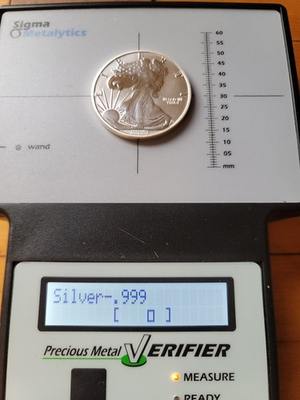 Sigma
Metalytics
60
55
50
45
40
35
30
25
20
15
10
05
mm
wand
Silver-.999
[ 0 ]
Precious Metal VERIFIER
MEASURE
READY